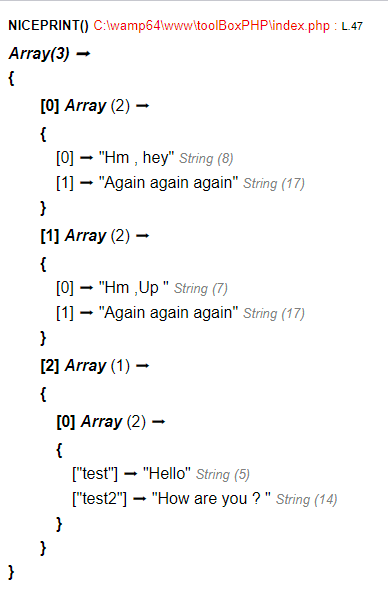 NICEPRINT() C:\wamp64\www\toolBoxPHP\index.php : L.47
Array(3) ➞
{
[0] Array (2) ➞
{
[0] ➞ "Hm , hey" String (8)
[1] ➞ "Again again again" String (17)
}
[1] Array (2) ➞
{
[0] ➞ "Hm ,Up " String (7)
[1] ➞ "Again again again" String (17)
}
[2] Array (1) ➞
{
[0] Array (2) ➞
{
["test"] ➞ "Hello" String (5)
["test2"] ➞ "How are you ? " String (14)
}
}
}